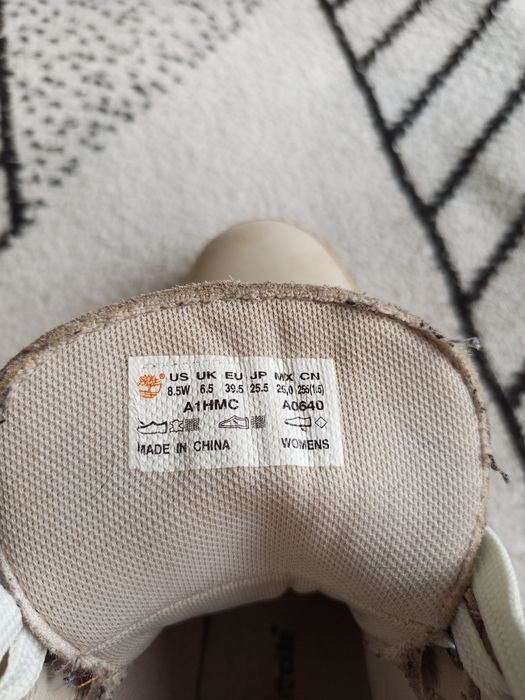 US UK EU JP MX CN
8.5W 6.5 39.5 25.5 25.0 255(1.5)
A1HMC A0640
MADE IN CHINA WOMENS